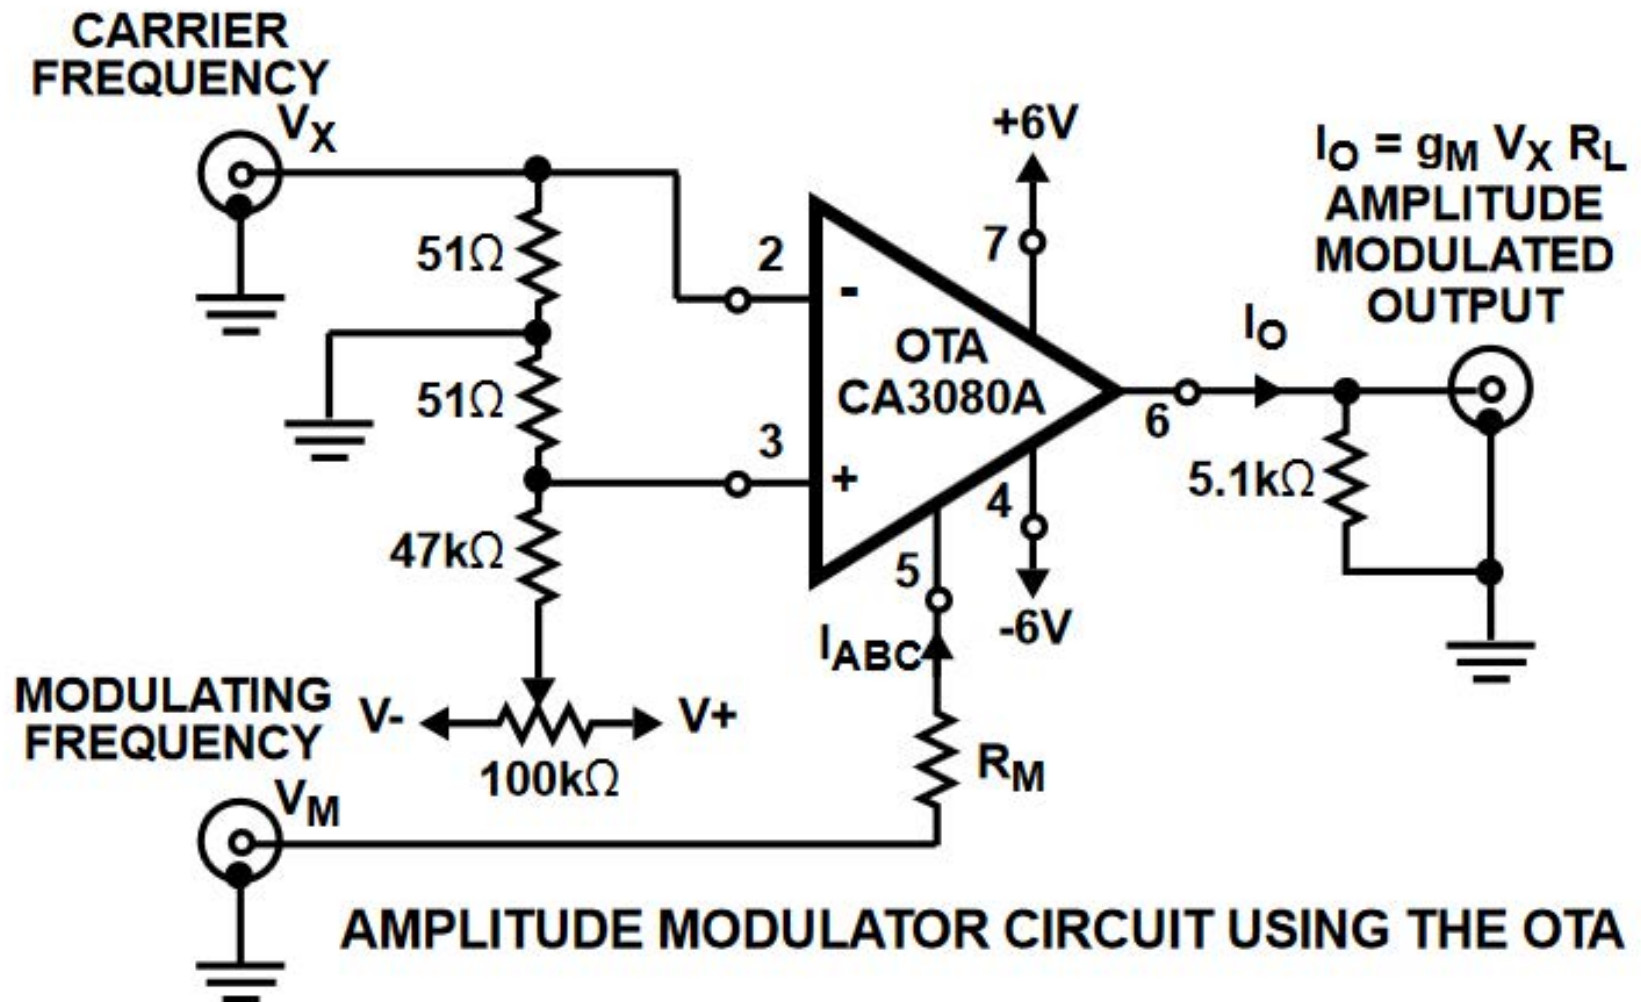 CARRIER
FREQUENCY
VX
51Ω
51Ω
47kΩ
V-
V+
100kΩ
MODULATING
FREQUENCY
VM
2
-
3
+
OTA
CA3080A
+6V
7
6
4
-6V
5
IABC
RM
IO
5.1kΩ
IO = gM VX RL
AMPLITUDE
MODULATED
OUTPUT
AMPLITUDE MODULATOR CIRCUIT USING THE OTA